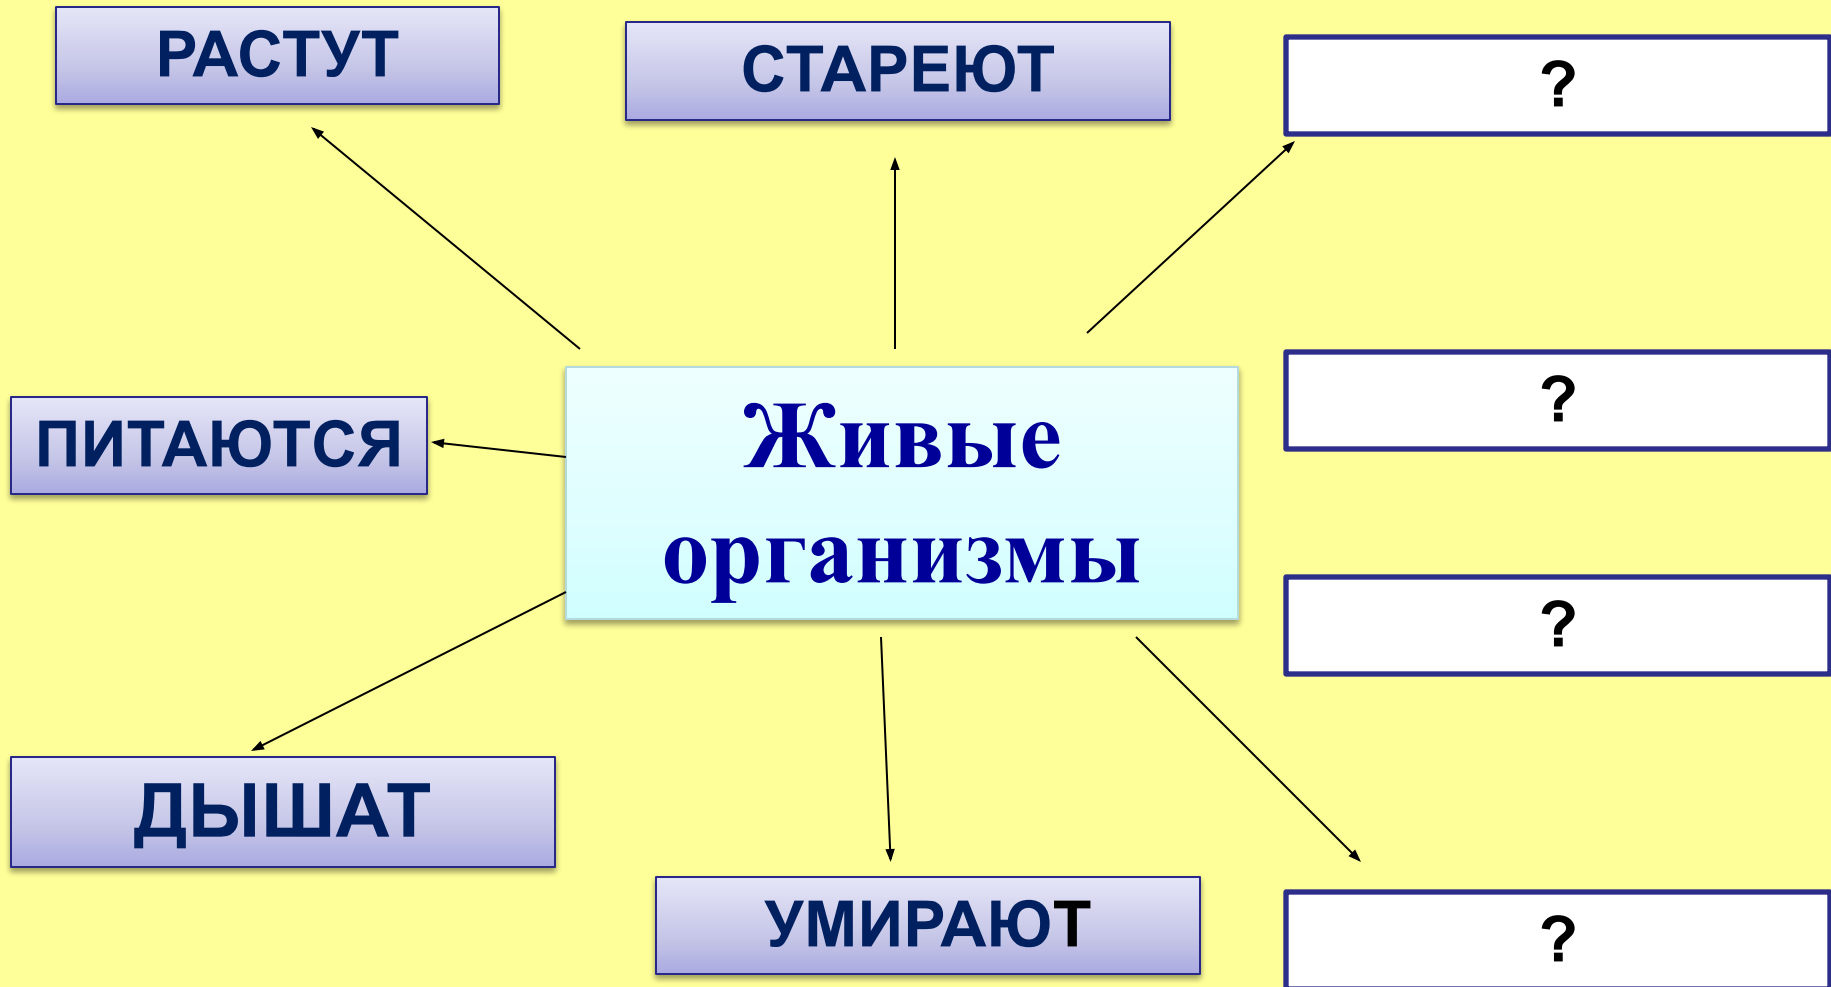 РАСТУТ
СТАРЕЮТ
?
ПИТАЮТСЯ
Живые
организмы
?
?
ДЫШАТ
УМИРАЮТ
?